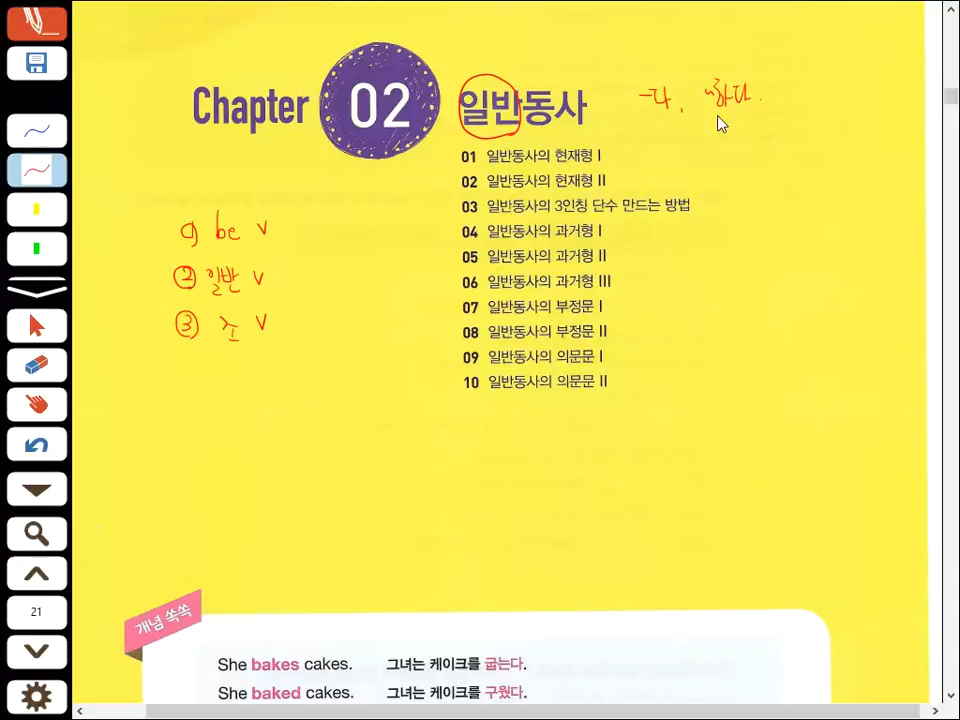 Chapter 02 일반동사 -다, ~하다.
01 일반동사의 현재형 I
02 일반동사의 현재형 II
03 일반동사의 3인칭 단수 만드는 방법
04 일반동사의 과거형 I
05 일반동사의 과거형 II
06 일반동사의 과거형 III
07 일반동사의 부정문 I
08 일반동사의 부정문 II
09 일반동사의 의문문 I
10 일반동사의 의문문 II
① be v
② 일반 v
③ 조 v
21
개념 쏙쏙
She bakes cakes. 그녀는 케이크를 굽는다.
She baked cakes. 그녀는 케이크를 구웠다.